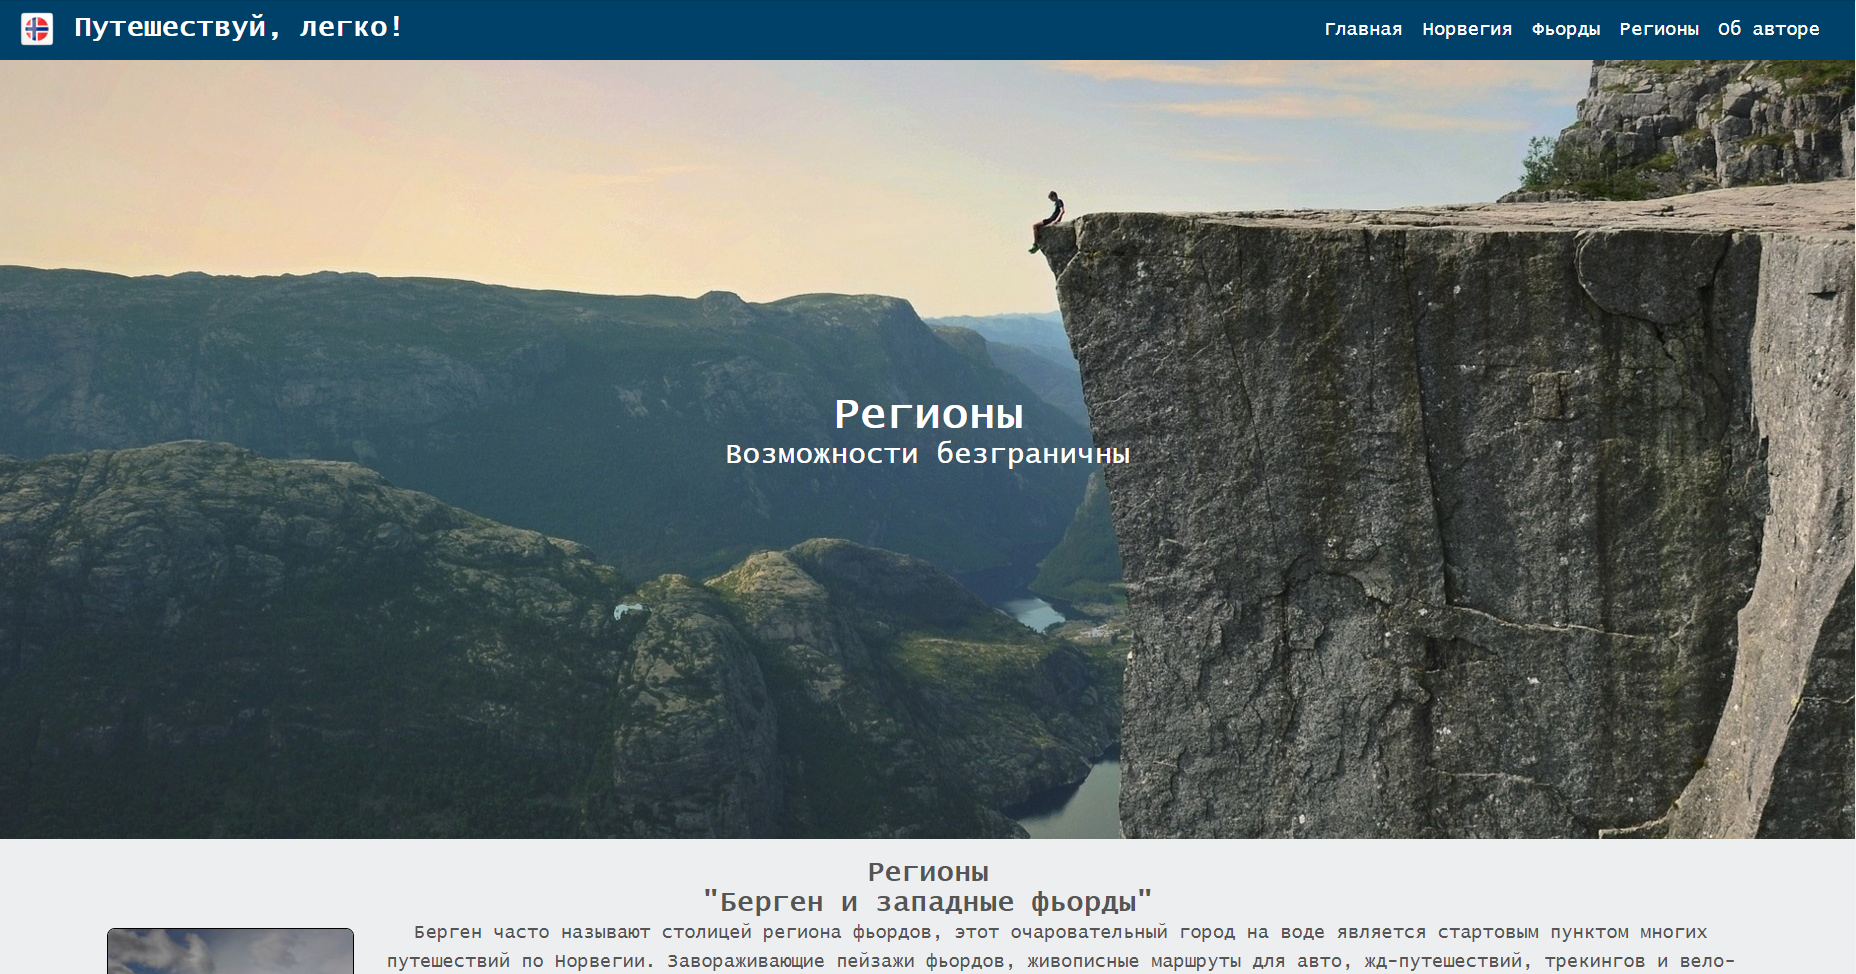 Путешествуй, легко!
Главная Норвегия Фьорды Регионы Об авторе
Регионы
Возможности безграничны
Регионы
"Берген и западные фьорды"
Берген часто называют столицей региона фьордов, этот очаровательный город на воде является стартовым пунктом многих
путешествий по Норвегии. Завораживающие пейзажи фьордов, живописные маршруты для авто, жд-путешествий, трекингов и вело-